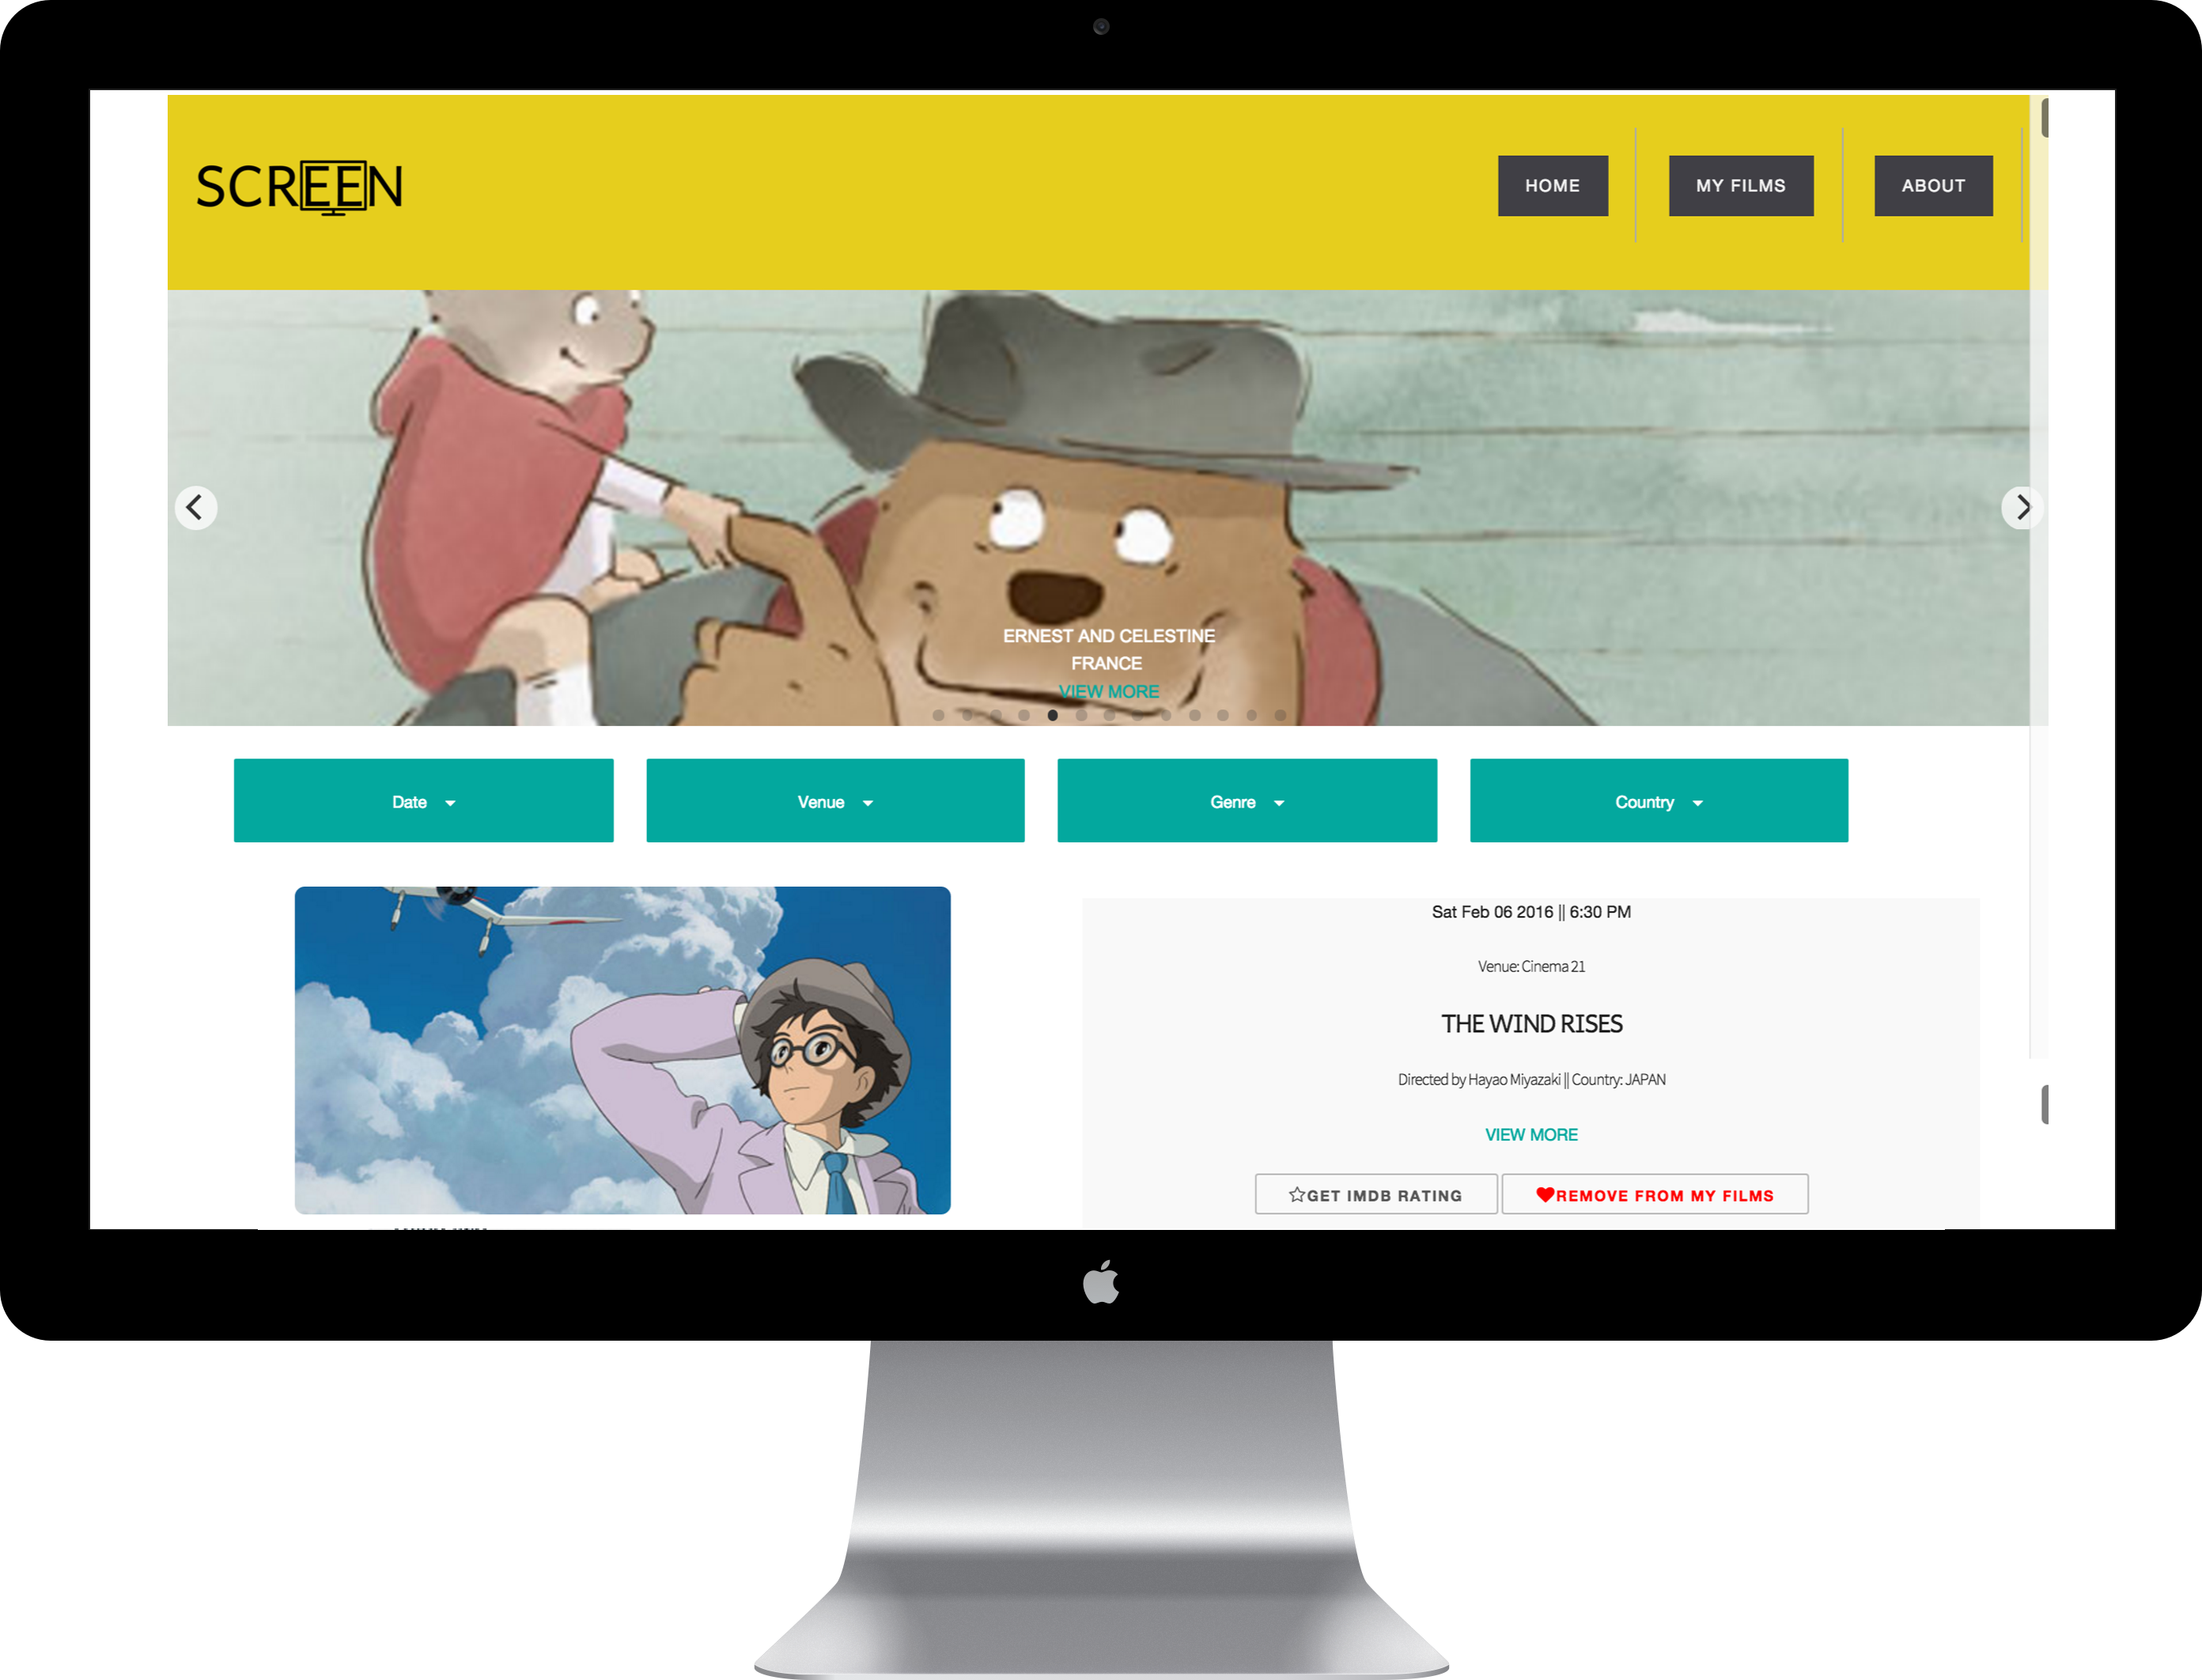 SCREEN
HOME
MY FILMS
ABOUT
ERNEST AND CELESTINE
FRANCE
VIEW MORE
Date
Venue
Genre
Country
Sat Feb 06 2016 || 6:30 PM
Venue: Cinema 21
THE WIND RISES
Directed by Hayao Miyazaki || Country: JAPAN
VIEW MORE
GET IMDB RATING
REMOVE FROM MY FILMS